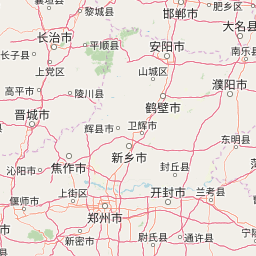 襄垣县
黎城县
邯郸市
肥乡区
大名县
长治市
平顺县
安阳市
南乐县
长子县
上党区
山城区
高平市
陵川县
鹤壁市
濮阳市
晋城市
辉县市
卫辉市
东明县
新乡市
沁阳市
焦作市
封丘县
上街区
开封市
兰考县
偃师市
郑州市
新密市
尉氏县
通许县